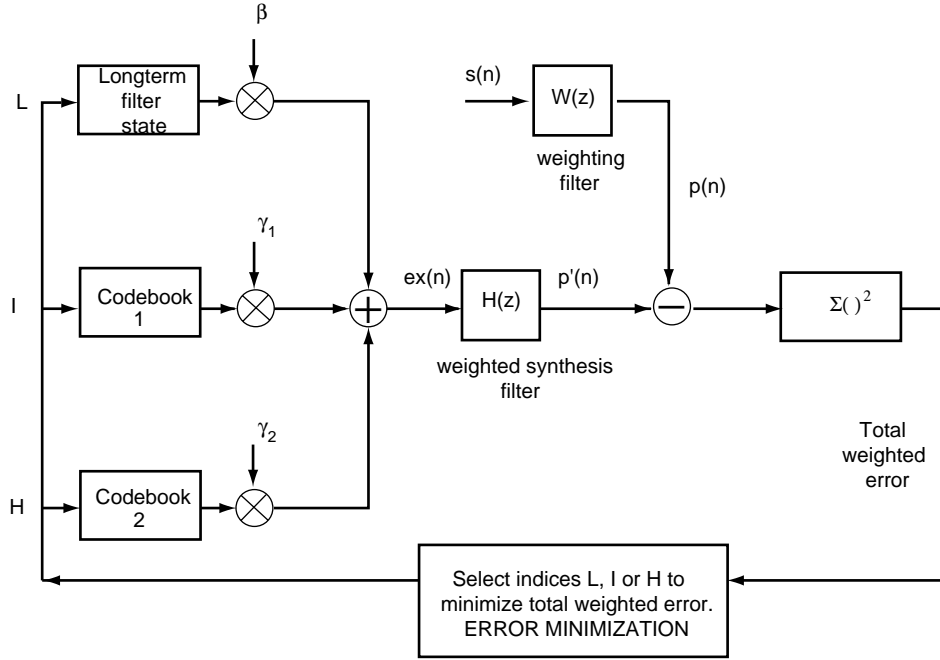 β
L
Longterm
filter
state
s(n)
W(z)
weighting
filter
p(n)
γ1
I
Codebook
1
ex(n)
H(z)
p'(n)
Σ( )²
weighted synthesis
filter
γ2
H
Codebook
2
Total
weighted
error
Select indices L, I or H to
minimize total weighted error.
ERROR MINIMIZATION